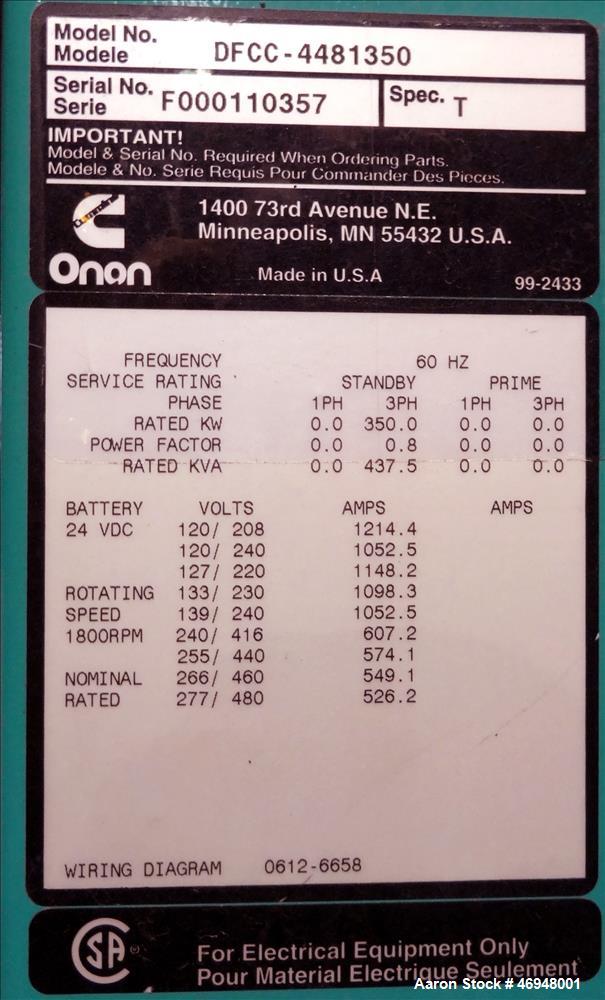 Model No.
Modele DFCC-4481350
Serial No.
Serie F000110357 Spec. T
IMPORTANT!
Model & Serial No. Required When Ordering Parts.
Modele & No. Serie Requis Pour Commander Des Pieces.
Cummins
1400 73rd Avenue N.E.
Minneapolis, MN 55432 U.S.A.
Onan Made in U.S.A 99-2433
FREQUENCY 60 HZ
SERVICE RATING STANDBY PRIME
PHASE 1PH 3PH 1PH 3PH
RATED KW 0.0 350.0 0.0 0.0
POWER FACTOR 0.0 0.8 0.0 0.0
RATED KVA 0.0 437.5 0.0 0.0
BATTERY VOLTS AMPS AMPS
24 VDC 120/ 208 1214.4
120/ 240 1052.5
127/ 220 1148.2
ROTATING 133/ 230 1098.3
SPEED 139/ 240 1052.5
1800RPM 240/ 416 607.2
255/ 440 574.1
NOMINAL 266/ 460 549.1
RATED 277/ 480 526.2
WIRING DIAGRAM 0612-6658
CSA ®
For Electrical Equipment Only
Pour Material Electrique Seulement
Aaron Stock # 46948001